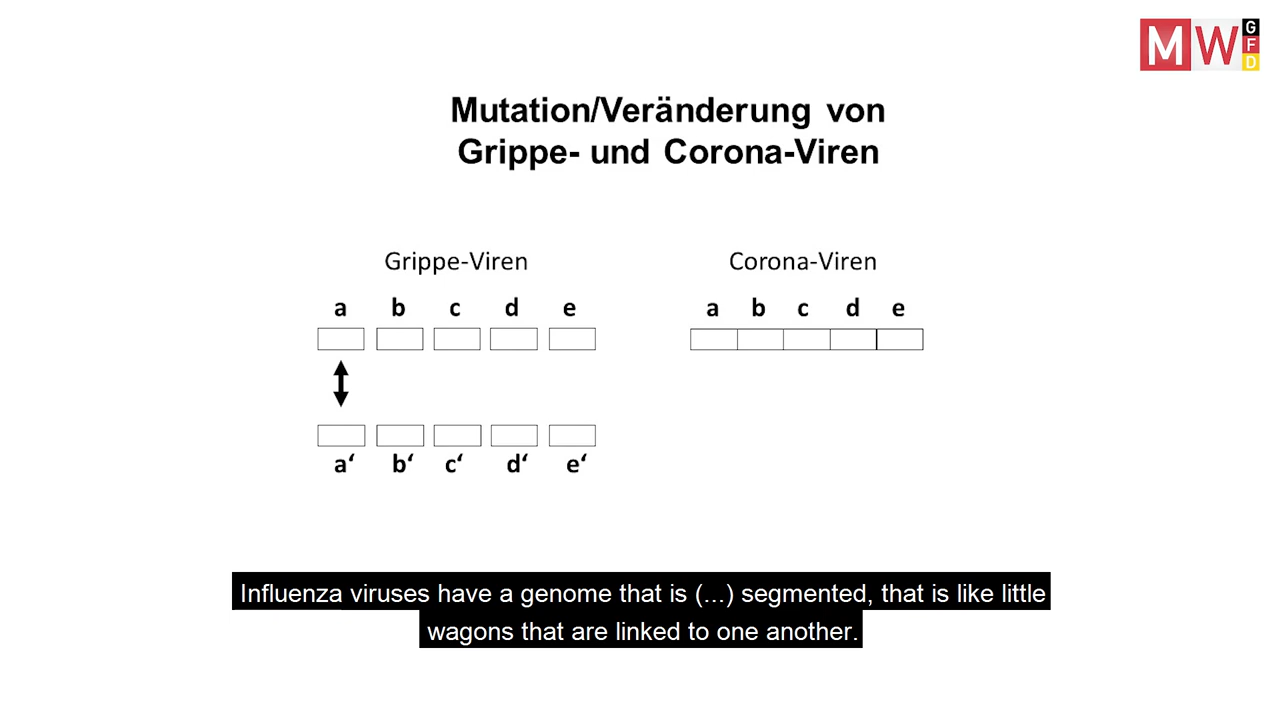 MW GFD
Mutation/Veränderung von
Grippe- und Corona-Viren
Grippe-Viren
Corona-Viren
a b c d e
a b c d e
a‘ b‘ c‘ d‘ e‘
Influenza viruses have a genome that is (...) segmented, that is like little
wagons that are linked to one another.